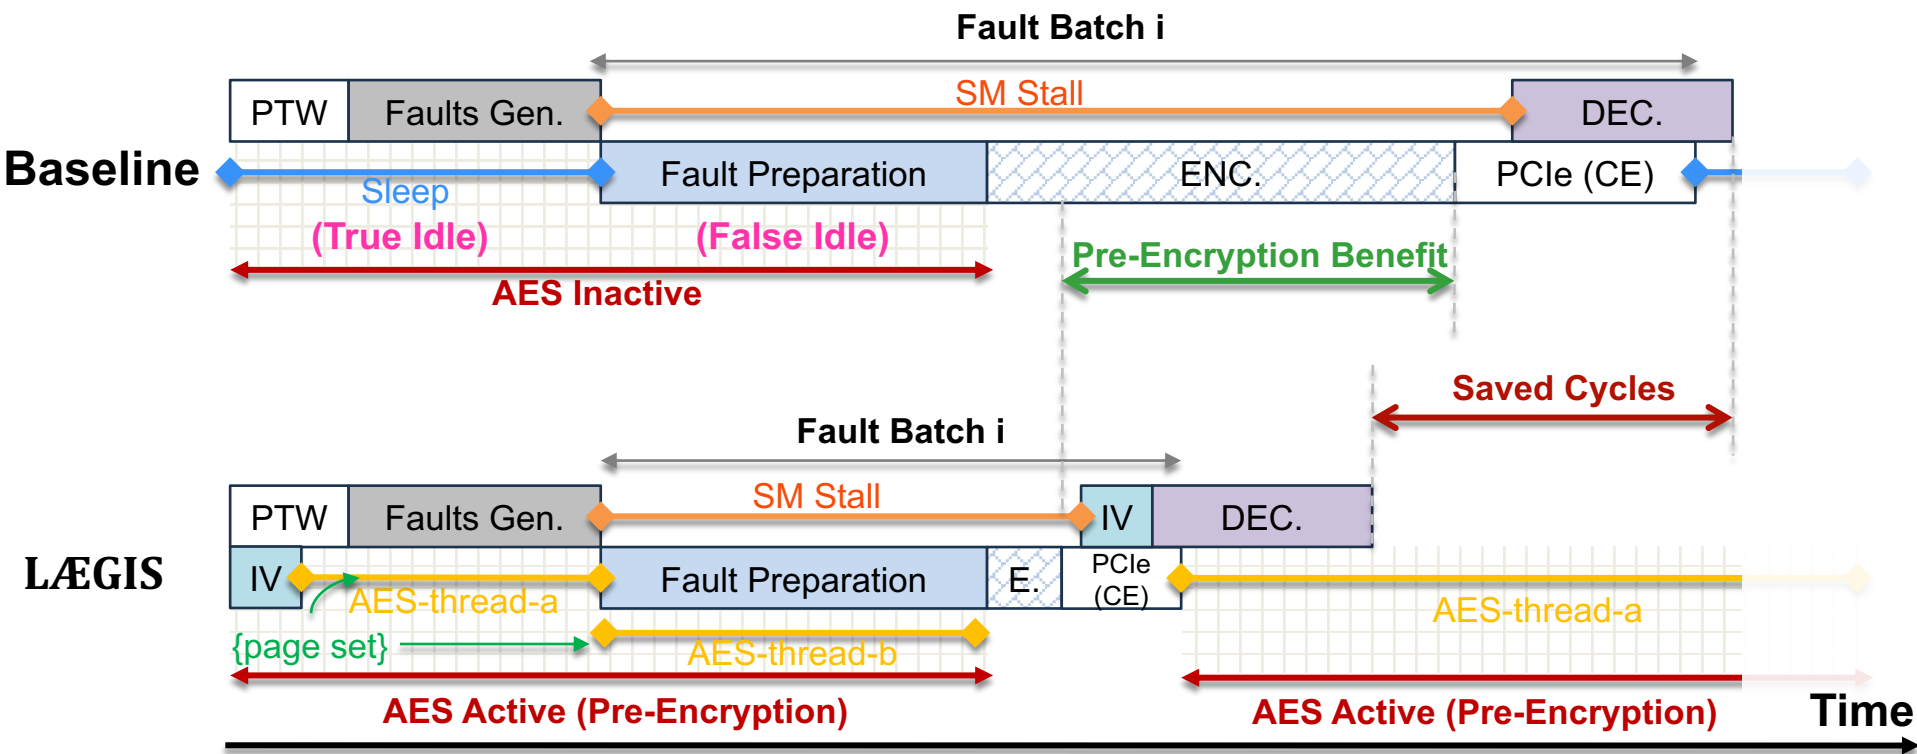 Fault Batch i
SM Stall
PTW
Faults Gen.
DEC.
Baseline
Sleep
Fault Preparation
ENC.
PCIe (CE)
(True Idle)
(False Idle)
AES Inactive
Pre-Encryption Benefit
Saved Cycles
Fault Batch i
SM Stall
PTW
Faults Gen.
IV
DEC.
LÆGIS
IV
AES-thread-a
Fault Preparation
E.
PCIe
(CE)
AES-thread-a
{page set}
AES-thread-b
AES Active (Pre-Encryption)
AES Active (Pre-Encryption)
Time